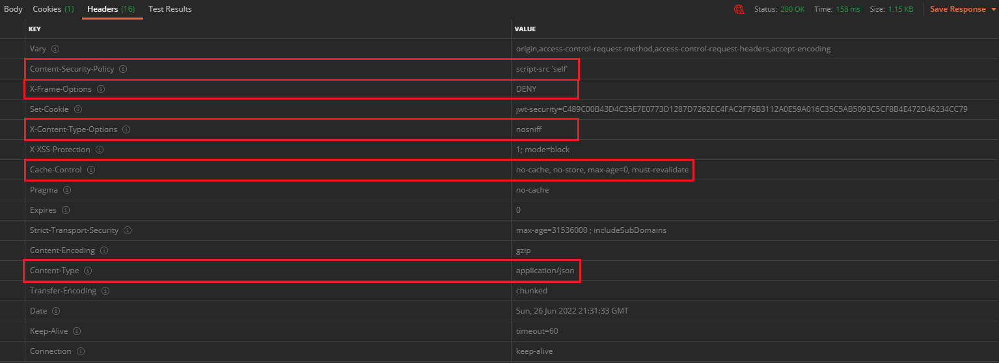 Body Cookies (1) Headers (16) Test Results Status: 200 OK Time: 158 ms Size: 1.15 KB Save Response
KEY VALUE
Vary origin,access-control-request-method,access-control-request-headers,accept-encoding
Content-Security-Policy script-src 'self'
X-Frame-Options DENY
Set-Cookie jwt-security=C489C00B43D4C35E7E0773D1287D7262EC4FAC2F76B3112A0E59A016C35C5AB5093C5CF8B4E472D46234CC79
X-Content-Type-Options nosniff
X-XSS-Protection 1; mode=block
Cache-Control no-cache, no-store, max-age=0, must-revalidate
Pragma no-cache
Expires 0
Strict-Transport-Security max-age=31536000 ; includeSubDomains
Content-Encoding gzip
Content-Type application/json
Transfer-Encoding chunked
Date Sun, 26 Jun 2022 21:31:33 GMT
Keep-Alive timeout=60
Connection keep-alive